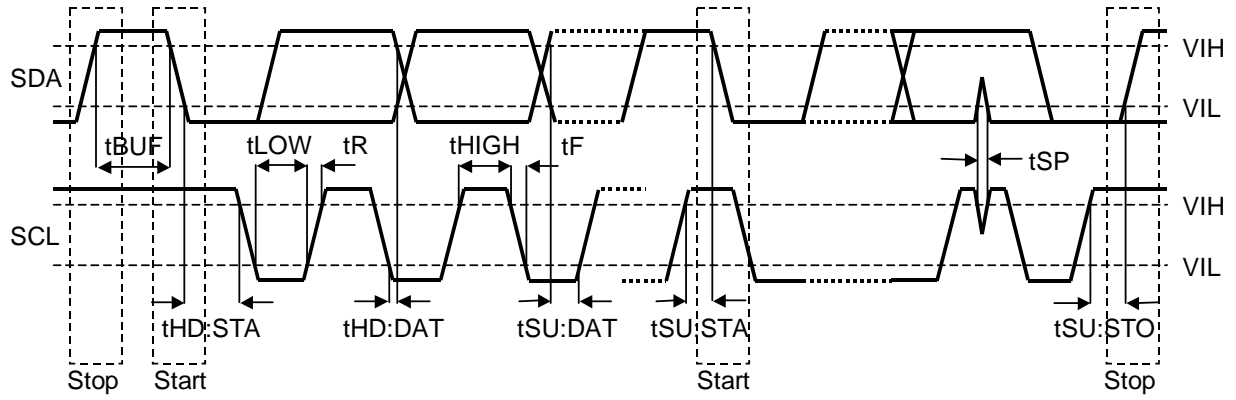 VIH
SDA
VIL
tBUF
tLOW
tR
tHIGH
tF
tSP
VIH
SCL
VIL
tHD:STA
tHD:DAT
tSU:DAT
tSU:STA
tSU:STO
Stop
Start
Start
Stop